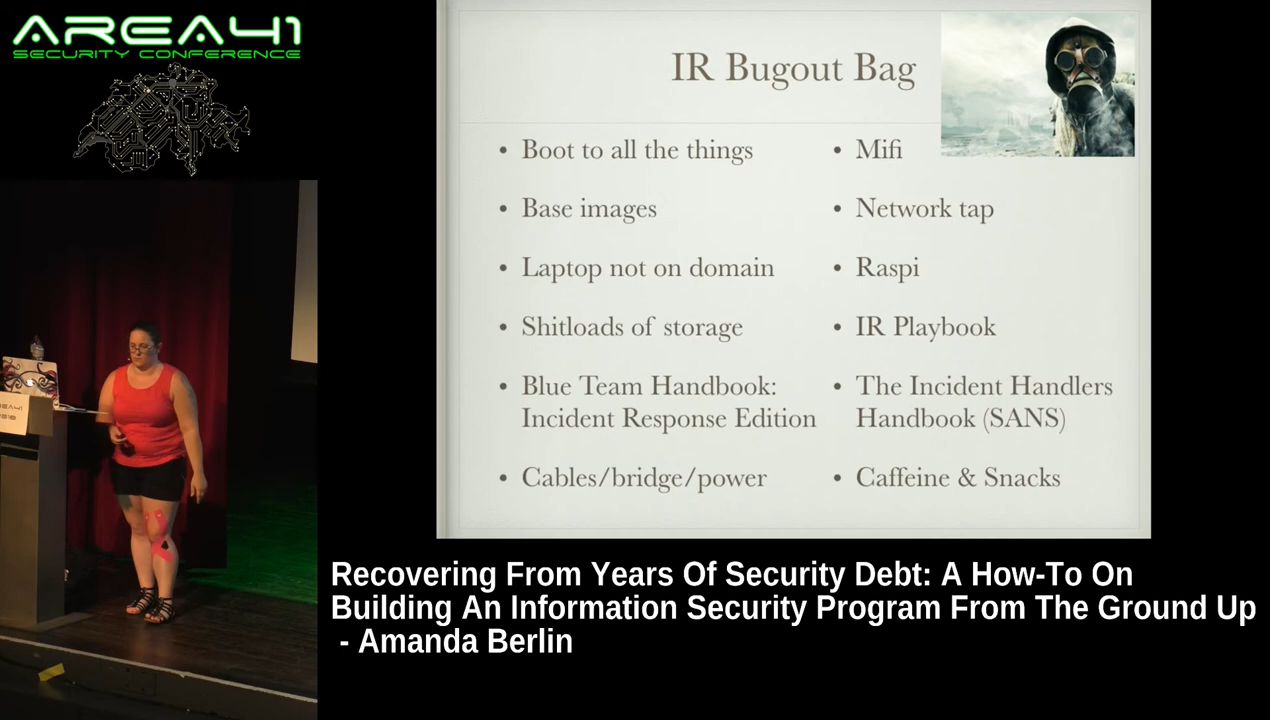 AREA41
SECURITY CONFERENCE
IR Bugout Bag
• Boot to all the things
• Base images
• Laptop not on domain
• Shitloads of storage
• Blue Team Handbook:
Incident Response Edition
• Cables/bridge/power
• Mifi
• Network tap
• Raspi
• IR Playbook
• The Incident Handlers
Handbook (SANS)
• Caffeine & Snacks
Recovering From Years Of Security Debt: A How-To On
Building An Information Security Program From The Ground Up
- Amanda Berlin